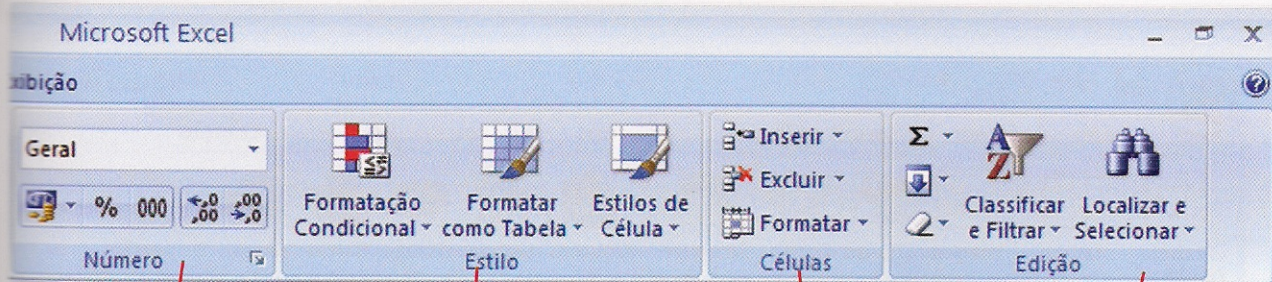 Microsoft Excel
xibição
Geral
% 000 ,00 ,0 ,00 ,0
Formatação
Condicional
Formatar
como Tabela
Estilos de
Célula
Inserir
Excluir
Formatar
Σ
A
Z
Classificar
e Filtrar
Localizar e
Selecionar
Número
Estilo
Células
Edição